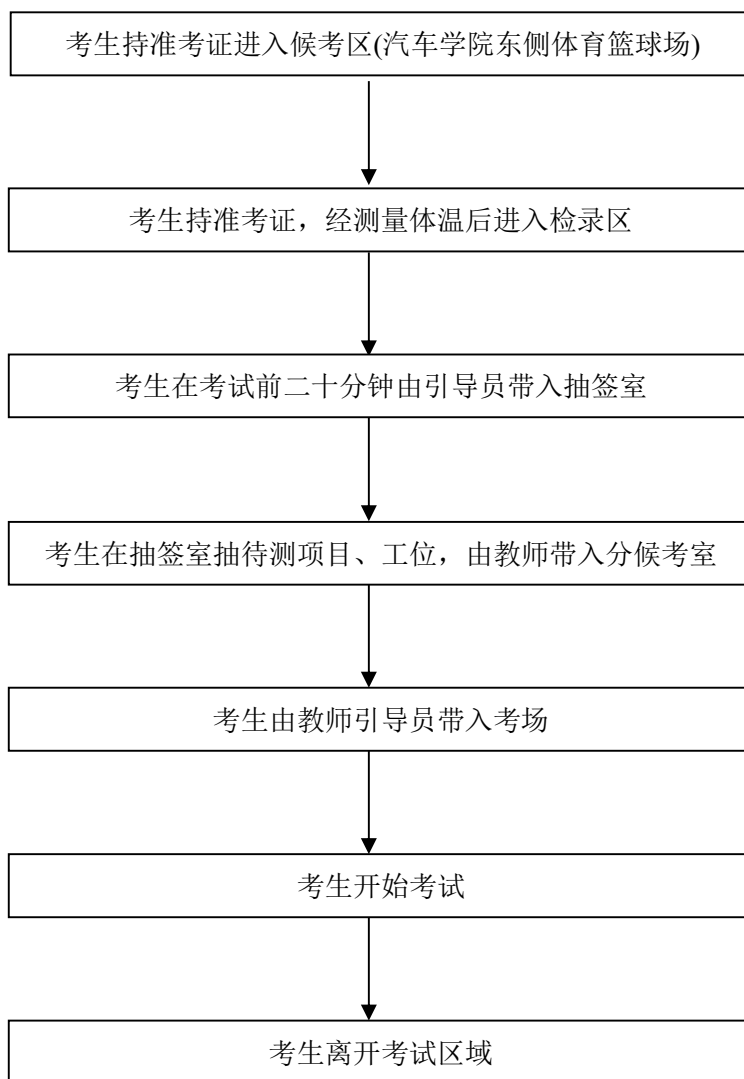 考生持准考证进入候考区(汽车学院东侧体育篮球场)
考生持准考证，经测量体温后进入检录区
考生在考试前二十分钟由引导员带入抽签室
考生在抽签室抽待测项目、工位，由教师带入分候考室
考生由教师引导员带入考场
考生开始考试
考生离开考试区域